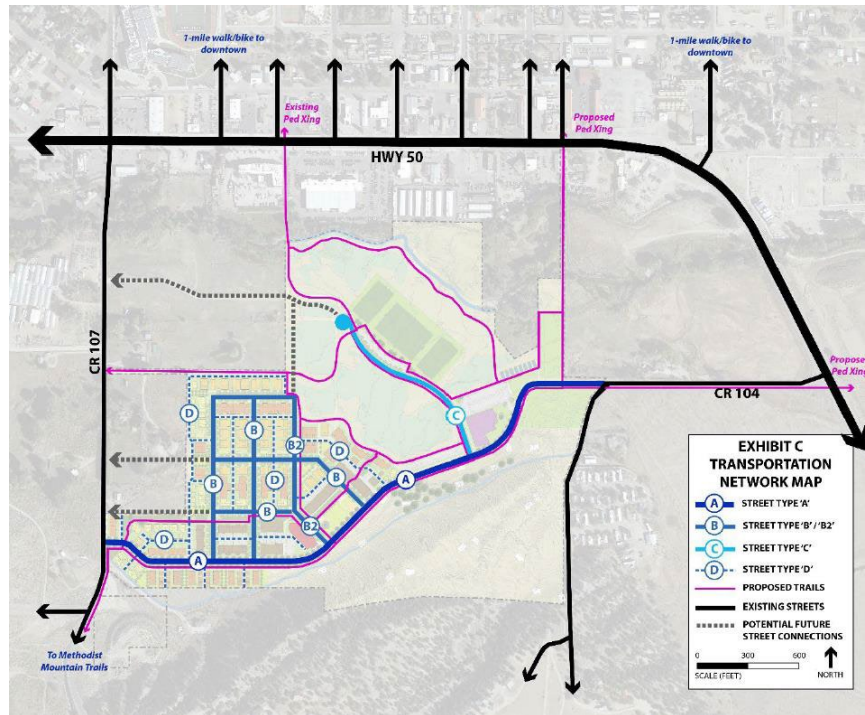 1-mile walk/bike to
downtown
1-mile walk/bike to
downtown
Existing
Ped Xing
Proposed
Ped Xing
HWY 50
CR 107
Proposed
Ped Xing
CR 104
D
B
B2
C
D
B
D
B
A
B
B2
D
A
To Methodist
Mountain Trails
EXHIBIT C
TRANSPORTATION
NETWORK MAP
A STREET TYPE 'A'
B STREET TYPE 'B' / 'B2'
C STREET TYPE 'C'
D STREET TYPE 'D'
PROPOSED TRAILS
EXISTING STREETS
POTENTIAL FUTURE
STREET CONNECTIONS
0 300 600
SCALE (FEET)
NORTH